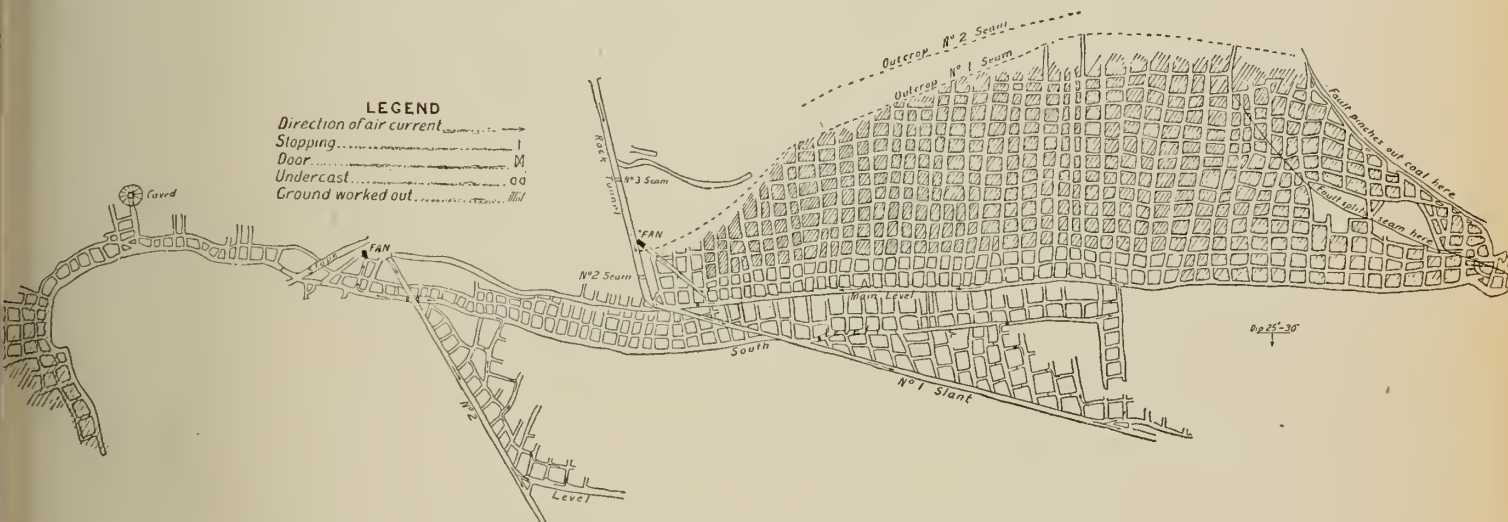 Outcrop Nº 2 Seam
Outcrop Nº 1 Seam
LEGEND
Direction of air current
Stopping
Door
Undercast
Ground worked out
Rock Tunnel
Nº 3 Seam
Fault pinches out coal here
Fault splits seam here
Caved
Slope
FAN
FAN
Nº 2 Seam
Main Level
Level
South
Dip 25°-30°
Nº 1 Slant
Nº 2
Level